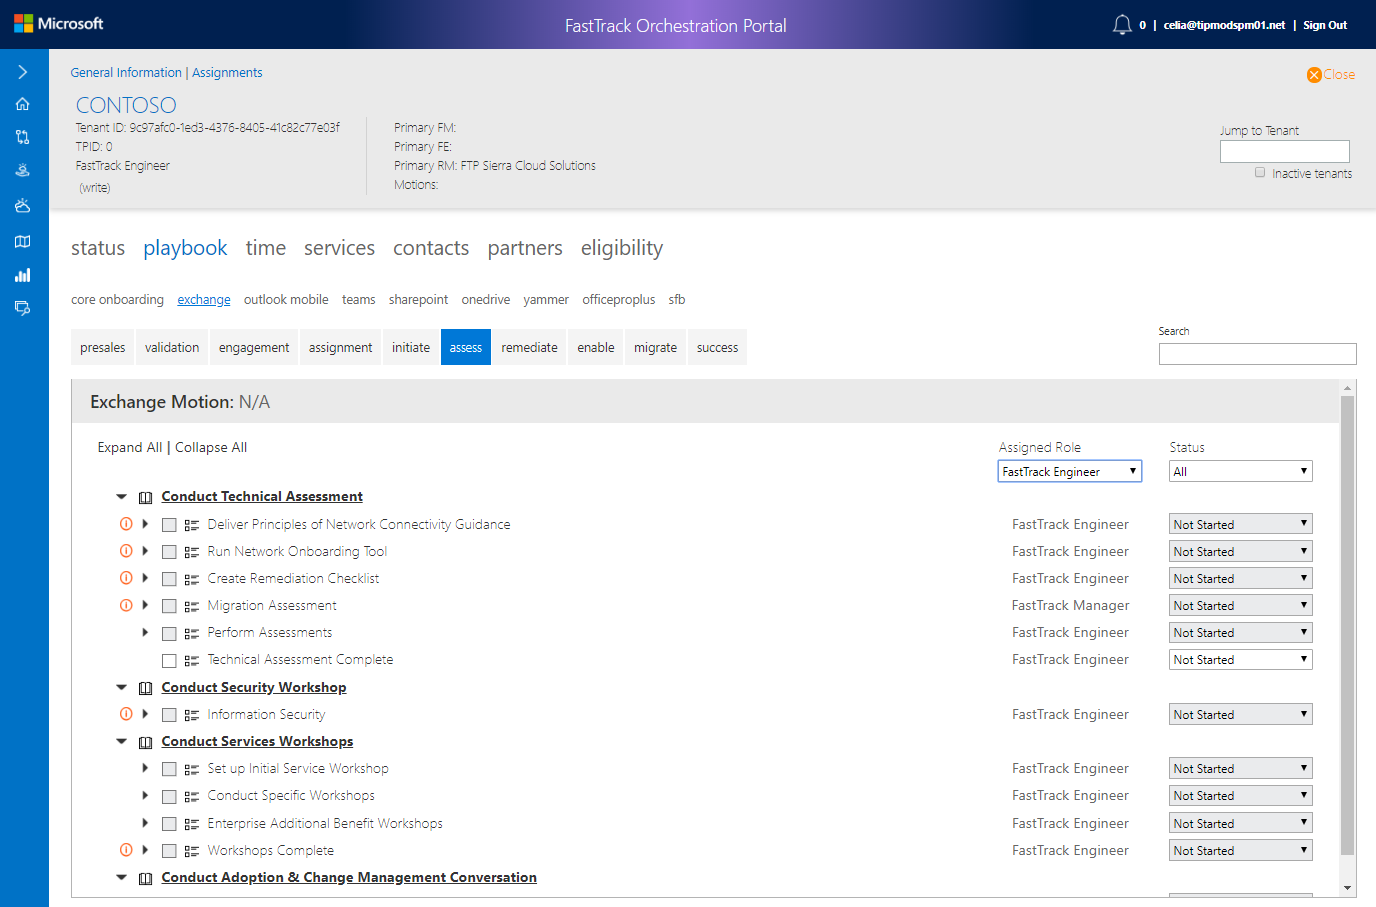 Microsoft
FastTrack Orchestration Portal
0 | celia@tipmodspm01.net | Sign Out
General Information | Assignments
Close
CONTOSO
Tenant ID: 9c97afc0-1ed3-4376-8405-41c82c77e03f
TPID: 0
FastTrack Engineer
(write)
Primary FM:
Primary FE:
Primary RM: FTP Sierra Cloud Solutions
Motions:
Jump to Tenant
Inactive tenants
status playbook time services contacts partners eligibility
core onboarding exchange outlook mobile teams sharepoint onedrive yammer officeproplus sfb
presales validation engagement assignment initiate assess remediate enable migrate success
Search
Exchange Motion: N/A
Expand All | Collapse All
Assigned Role Status
FastTrack Engineer All
Conduct Technical Assessment
Deliver Principles of Network Connectivity Guidance FastTrack Engineer Not Started
Run Network Onboarding Tool FastTrack Engineer Not Started
Create Remediation Checklist FastTrack Engineer Not Started
Migration Assessment FastTrack Manager Not Started
Perform Assessments FastTrack Engineer Not Started
Technical Assessment Complete FastTrack Engineer Not Started
Conduct Security Workshop
Information Security FastTrack Engineer Not Started
Conduct Services Workshops
Set up Initial Service Workshop FastTrack Engineer Not Started
Conduct Specific Workshops FastTrack Engineer Not Started
Enterprise Additional Benefit Workshops FastTrack Engineer Not Started
Workshops Complete FastTrack Engineer Not Started
Conduct Adoption & Change Management Conversation